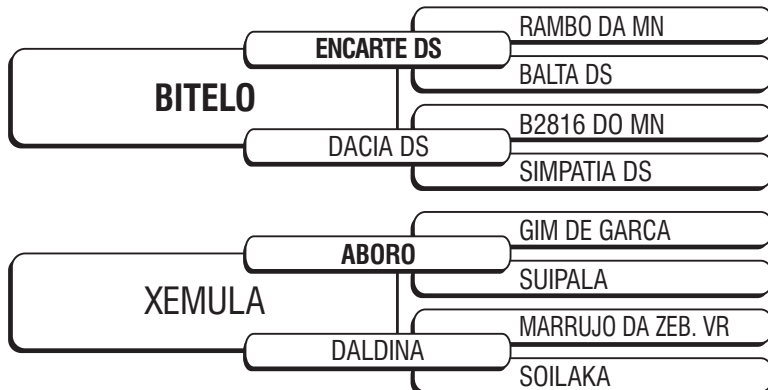 RAMBO DA MN
ENCARTE DS
BALTA DS
BITELO
B2816 DO MN
DACIA DS
SIMPATIA DS
GIM DE GARCA
ABORO
SUIPALA
XEMULA
MARRUJO DA ZEB. VR
DALDINA
SOILAKA